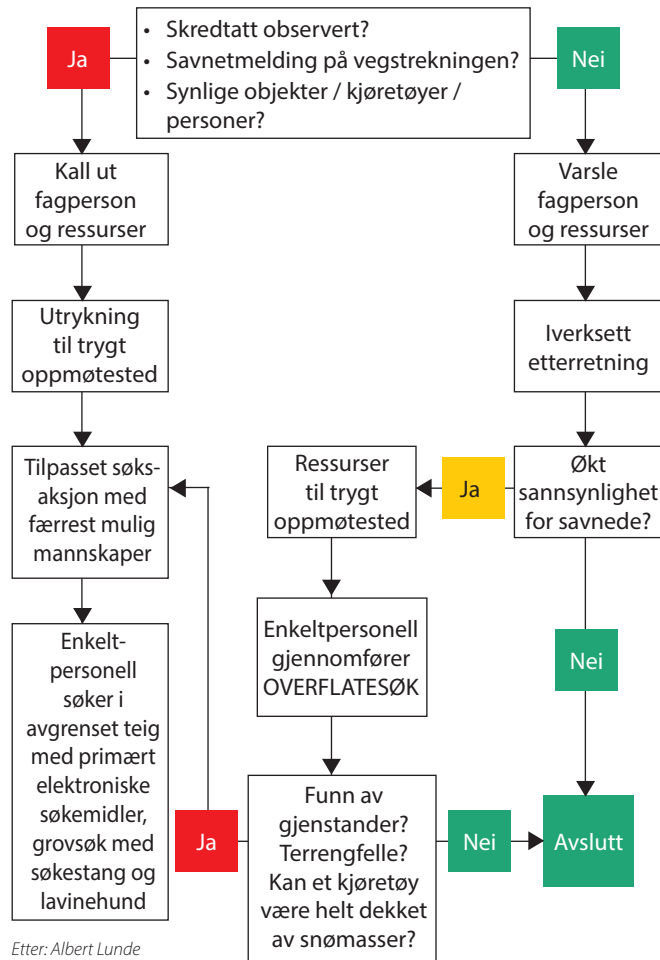 Ja
• Skredtatt observert?
• Savnetmelding på vegstrekningen?
• Synlige objekter / kjøretøyer /
personer?
Nei
Kall ut
fagperson
og ressurser
Varsle
fagperson
og ressurser
Utrykning
til trygt
oppmøtested
Iverksett
etterretning
Tilpasset søks-
aksjon med
færrest mulig
mannskaper
Ressurser
til trygt
oppmøtested
Ja
Økt
sannsynlighet
for savnede?
Enkelt-
personell
søker i
avgrenset teig
med primært
elektroniske
søkemidler,
grovsøk med
søkestang og
lavinehund
Enkeltpersonell
gjennomfører
OVERFLATESØK
Nei
Ja
Funn av
gjenstander?
Terrengfelle?
Kan et kjøretøy
være helt dekket
av snømasser?
Nei
Avslutt
Etter: Albert Lunde